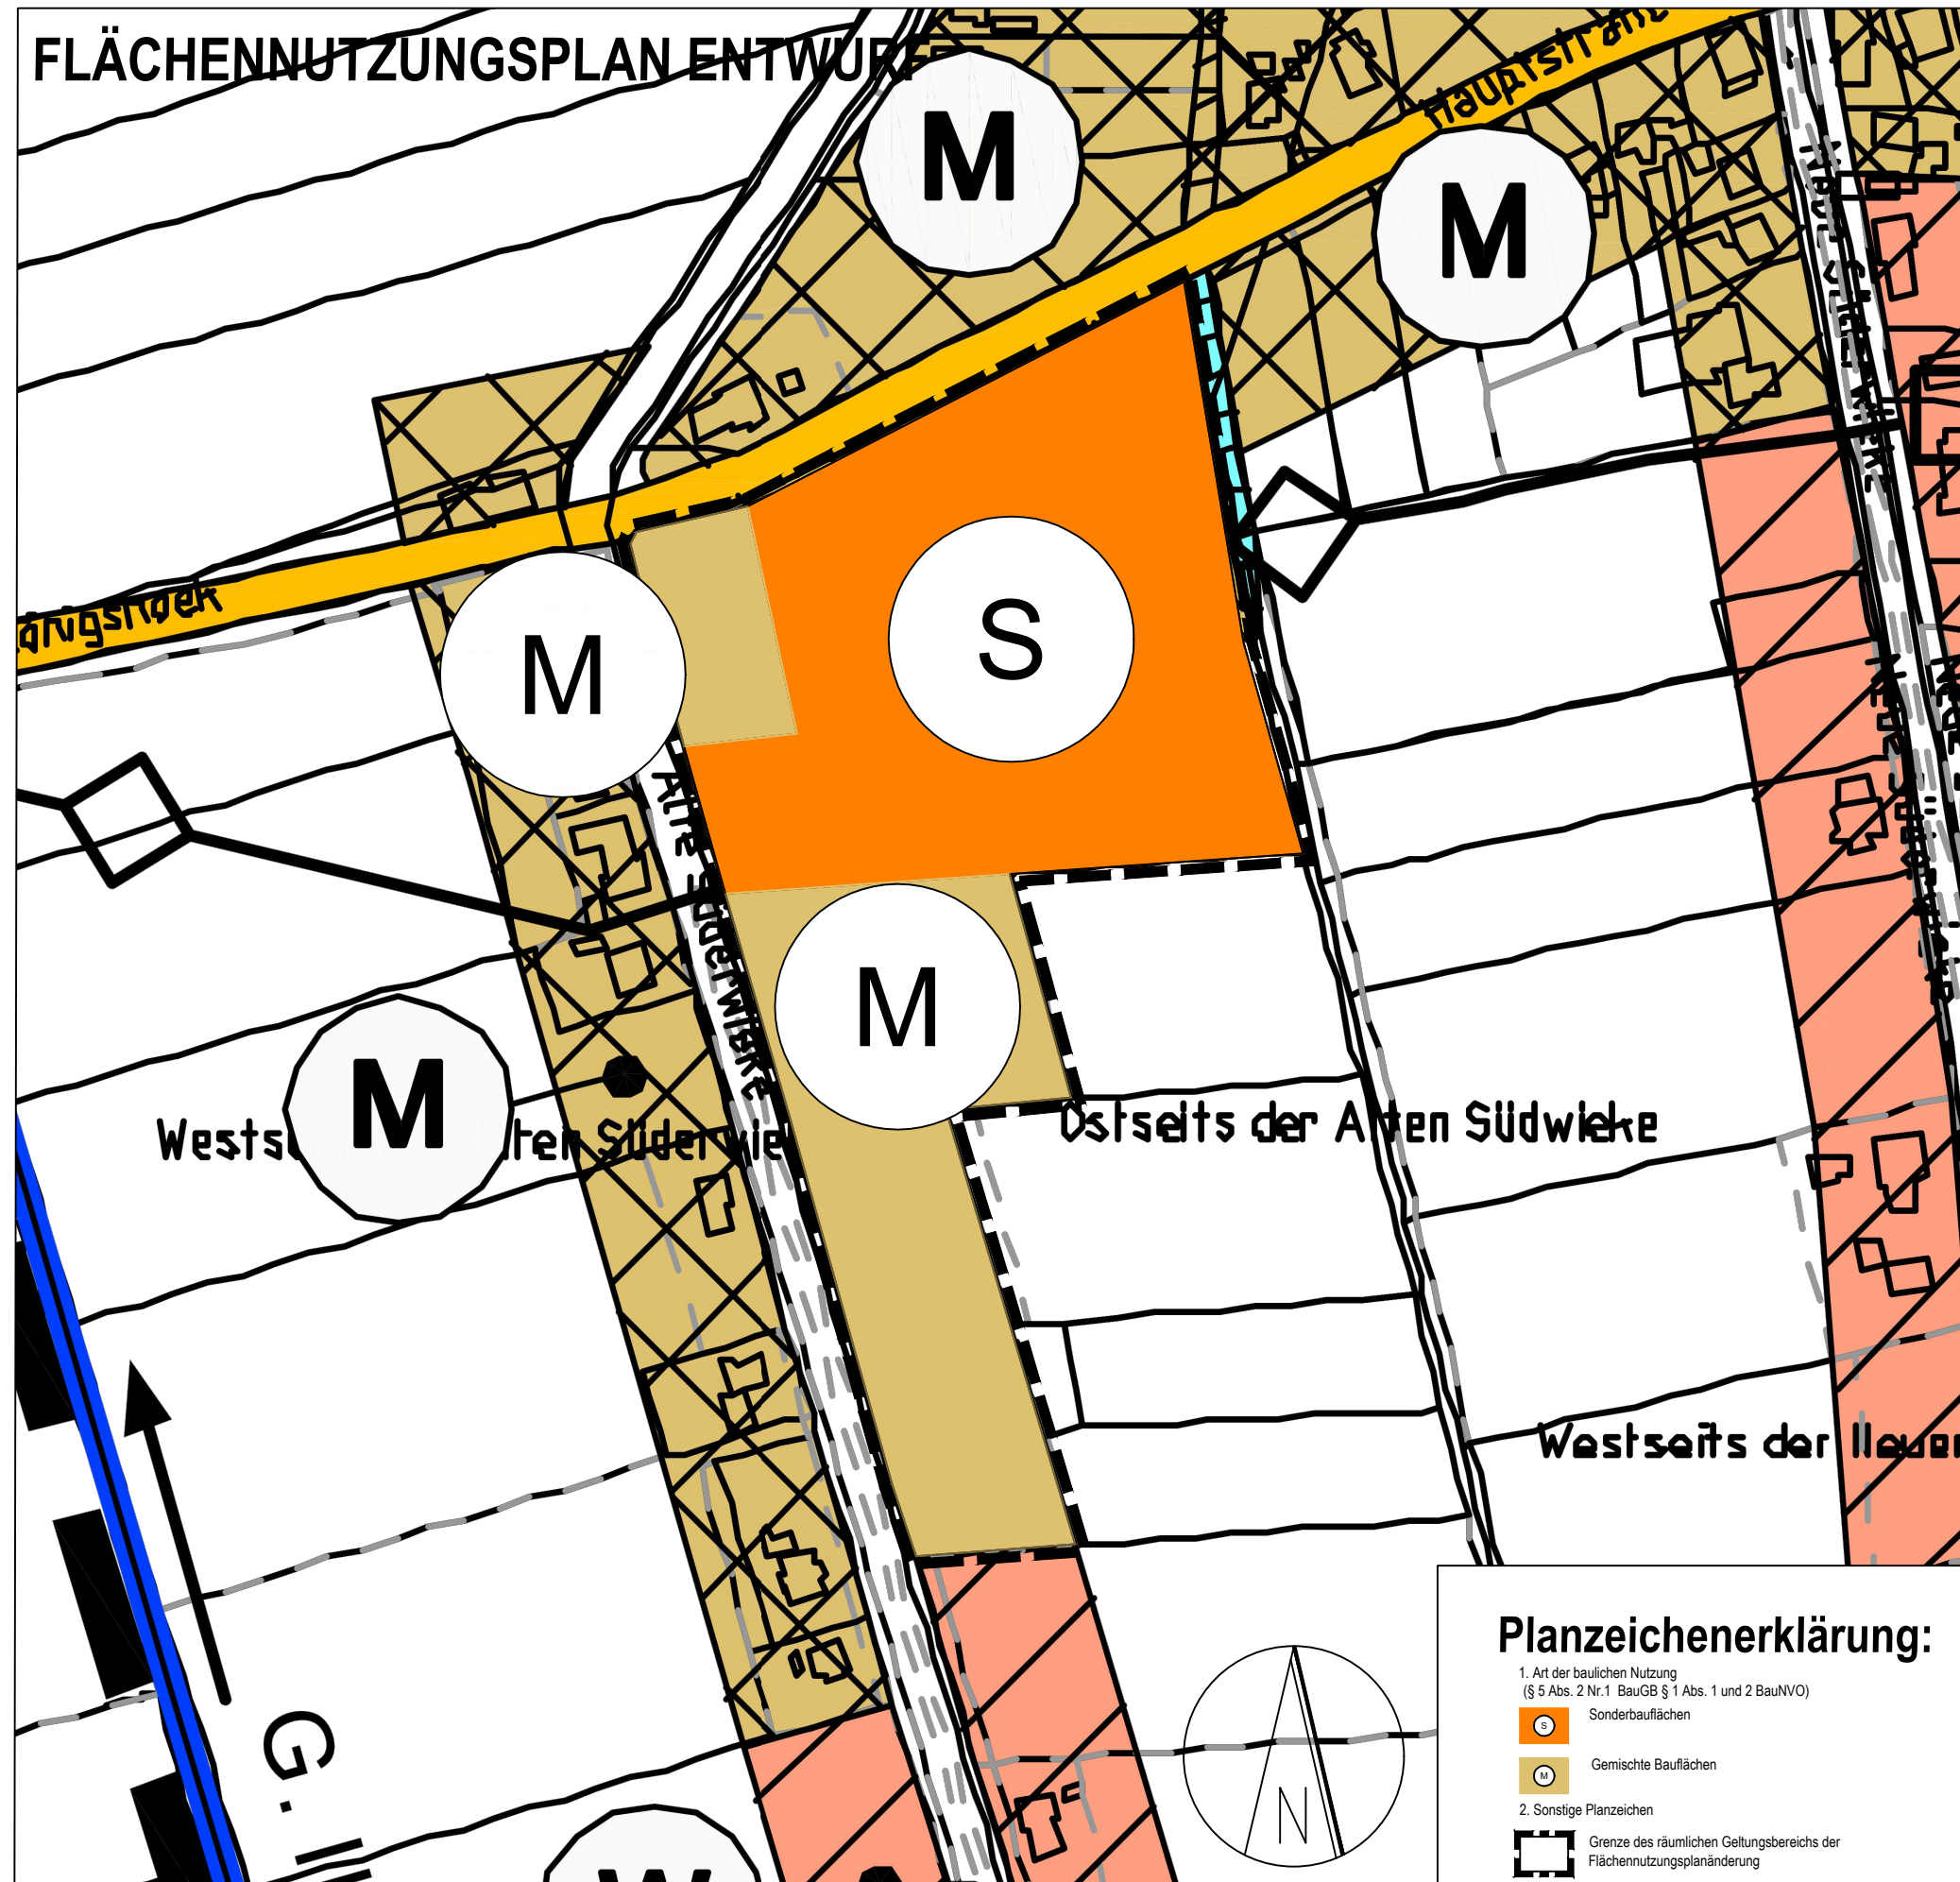 FLÄCHENNUTZUNGSPLAN ENTWURF
Hauptstraße
M
M
S
M
M
M
Alte Süderwieke
Ostseits der Alten Südwieke
Westseits der Neuen
G. II
W
N
Planzeichenerklärung:
1. Art der baulichen Nutzung
(§ 5 Abs. 2 Nr.1 BauGB § 1 Abs. 1 und 2 BauNVO)
S Sonderbauflächen
M Gemischte Bauflächen
2. Sonstige Planzeichen
Grenze des räumlichen Geltungsbereichs der
Flächennutzungsplanänderung